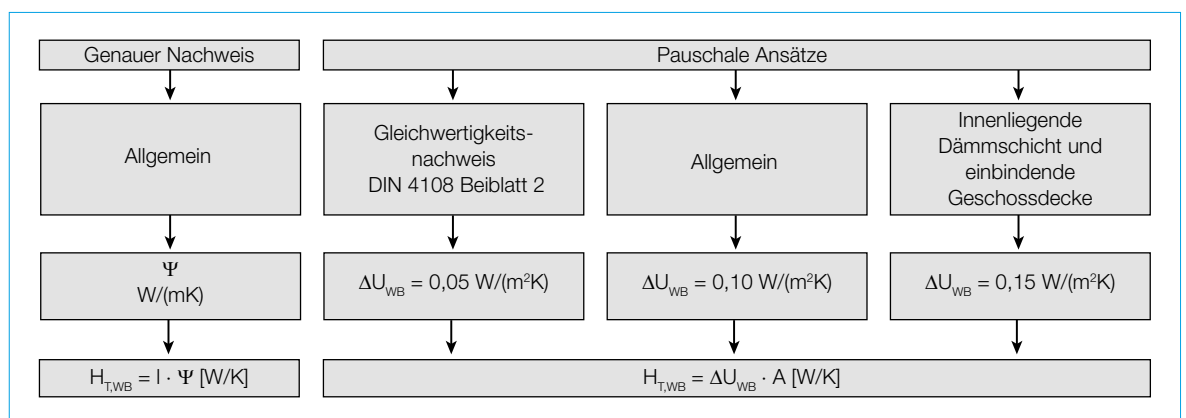 Genauer Nachweis
Pauschale Ansätze
Allgemein
Gleichwertigkeits-
nachweis
DIN 4108 Beiblatt 2
Allgemein
Innenliegende
Dämmschicht und
einbindende
Geschossdecke
Ψ
W/(mK)
ΔU_WB = 0,05 W/(m²K)
ΔU_WB = 0,10 W/(m²K)
ΔU_WB = 0,15 W/(m²K)
H_T,WB = l · Ψ [W/K]
H_T,WB = ΔU_WB · A [W/K]